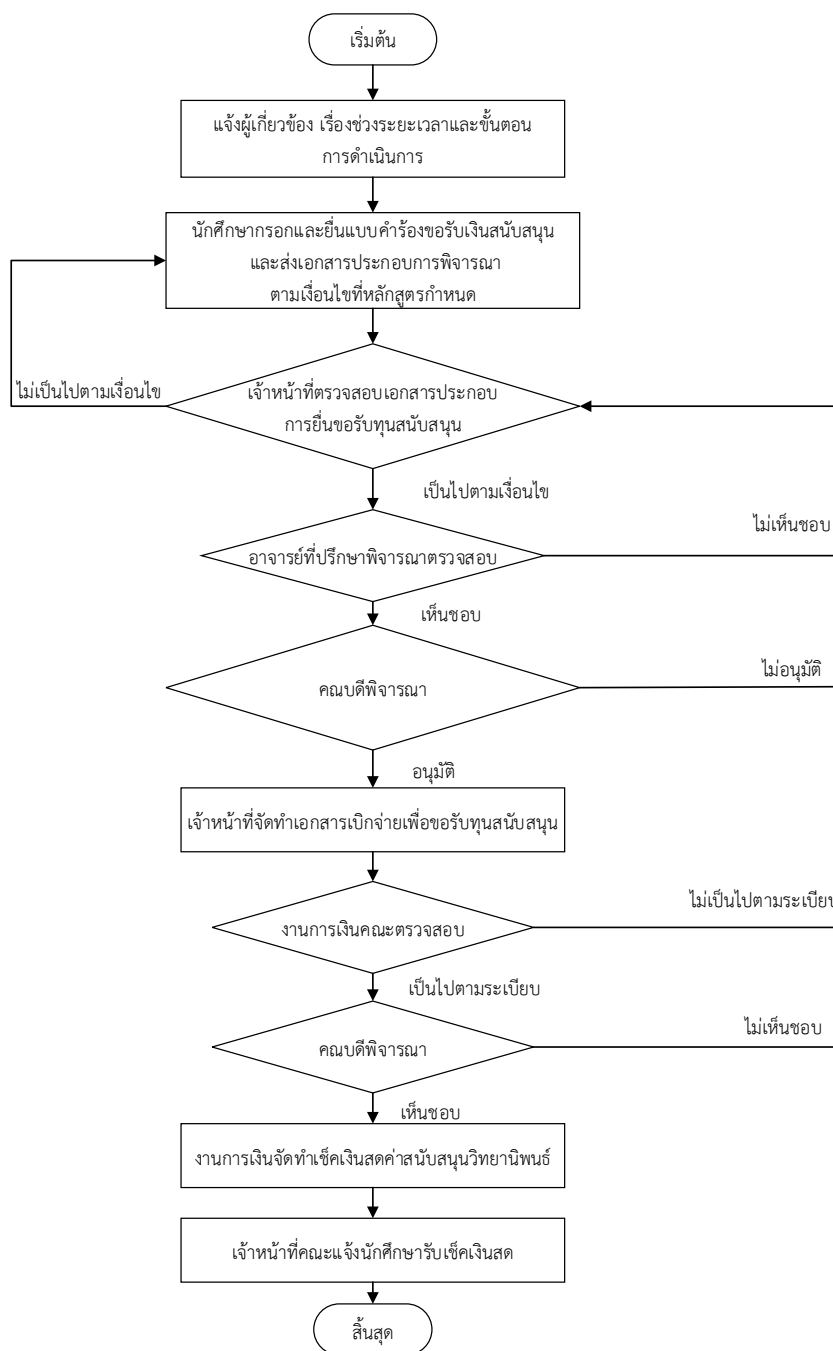 เริ่มต้น
แจ้งผู้เกี่ยวข้อง เรื่องช่วงระยะเวลาและขั้นตอน
การดำเนินการ
นักศึกษากรอกและยื่นแบบคำร้องขอรับเงินสนับสนุน
และส่งเอกสารประกอบการพิจารณา
ตามเงื่อนไขที่หลักสูตรกำหนด
ไม่เป็นไปตามเงื่อนไข
เจ้าหน้าที่ตรวจสอบเอกสารประกอบ
การยื่นขอรับทุนสนับสนุน
เป็นไปตามเงื่อนไข
ไม่เห็นชอบ
อาจารย์ที่ปรึกษาพิจารณาตรวจสอบ
เห็นชอบ
ไม่อนุมัติ
คณบดีพิจารณา
อนุมัติ
เจ้าหน้าที่จัดทำเอกสารเบิกจ่ายเพื่อขอรับทุนสนับสนุน
ไม่เป็นไปตามระเบียบ
งานการเงินคณะตรวจสอบ
เป็นไปตามระเบียบ
ไม่เห็นชอบ
คณบดีพิจารณา
เห็นชอบ
งานการเงินจัดทำเช็คเงินสดค่าสนับสนุนวิทยานิพนธ์
เจ้าหน้าที่คณะแจ้งนักศึกษารับเช็คเงินสด
สิ้นสุด